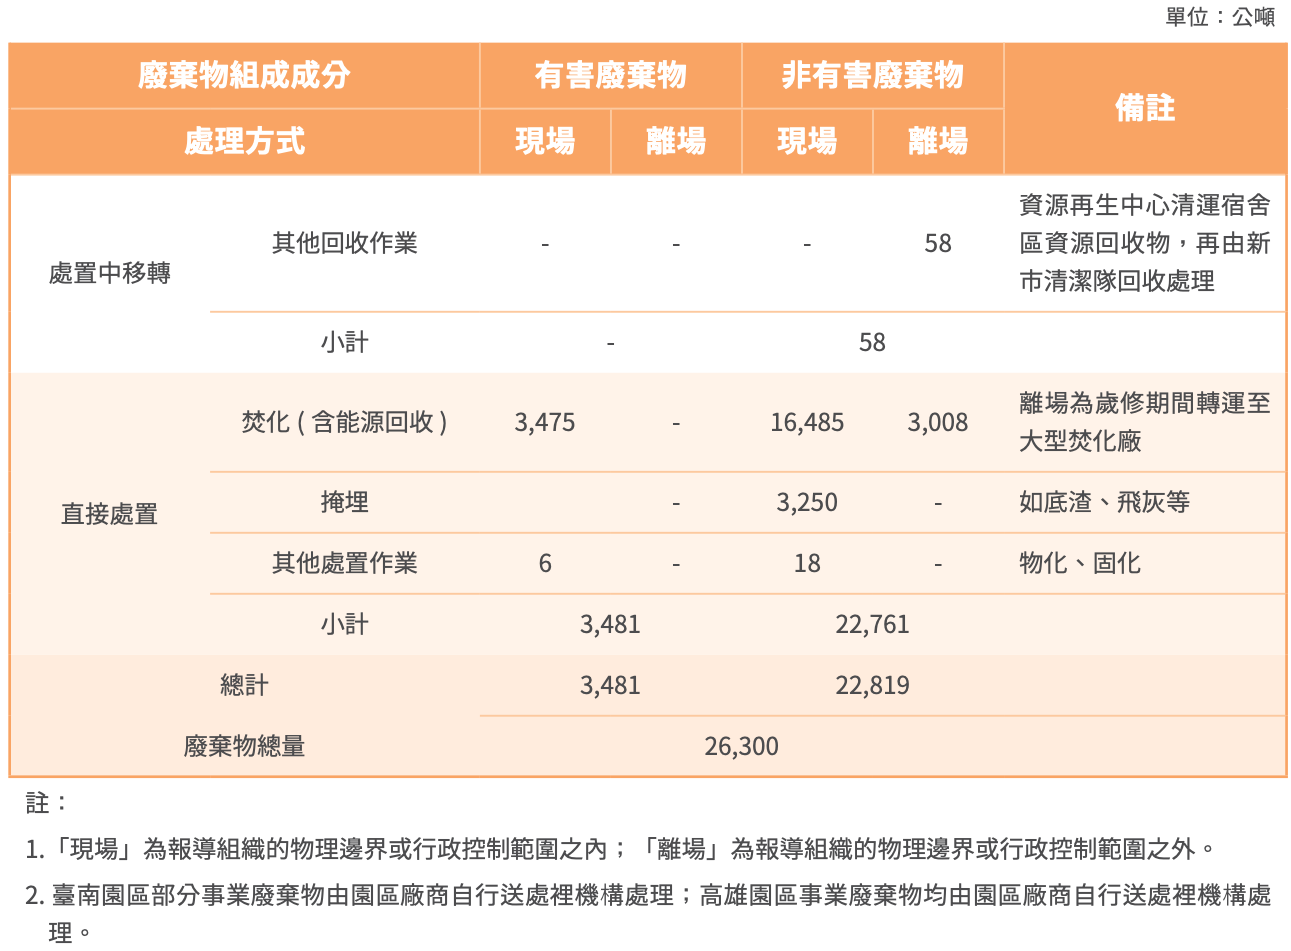 單位：公噸
廢棄物組成成分 有害廢棄物 非有害廢棄物 備註
處理方式 現場 離場 現場 離場
處置中移轉 其他回收作業 - - - 58 資源再生中心清運宿舍
區資源回收物，再由新
市清潔隊回收處理
小計 - 58
直接處置 焚化 ( 含能源回收 ) 3,475 - 16,485 3,008 離場為歲修期間轉運至
大型焚化廠
掩埋 - 3,250 - 如底渣、飛灰等
其他處置作業 6 - 18 - 物化、固化
小計 3,481 22,761
總計 3,481 22,819
廢棄物總量 26,300
註：
1.「現場」為報導組織的物理邊界或行政控制範圍之內；「離場」為報導組織的物理邊界或行政控制範圍之外。
2. 臺南園區部分事業廢棄物由園區廠商自行送處裡機構處理；高雄園區事業廢棄物均由園區廠商自行送處裡機構處
理。